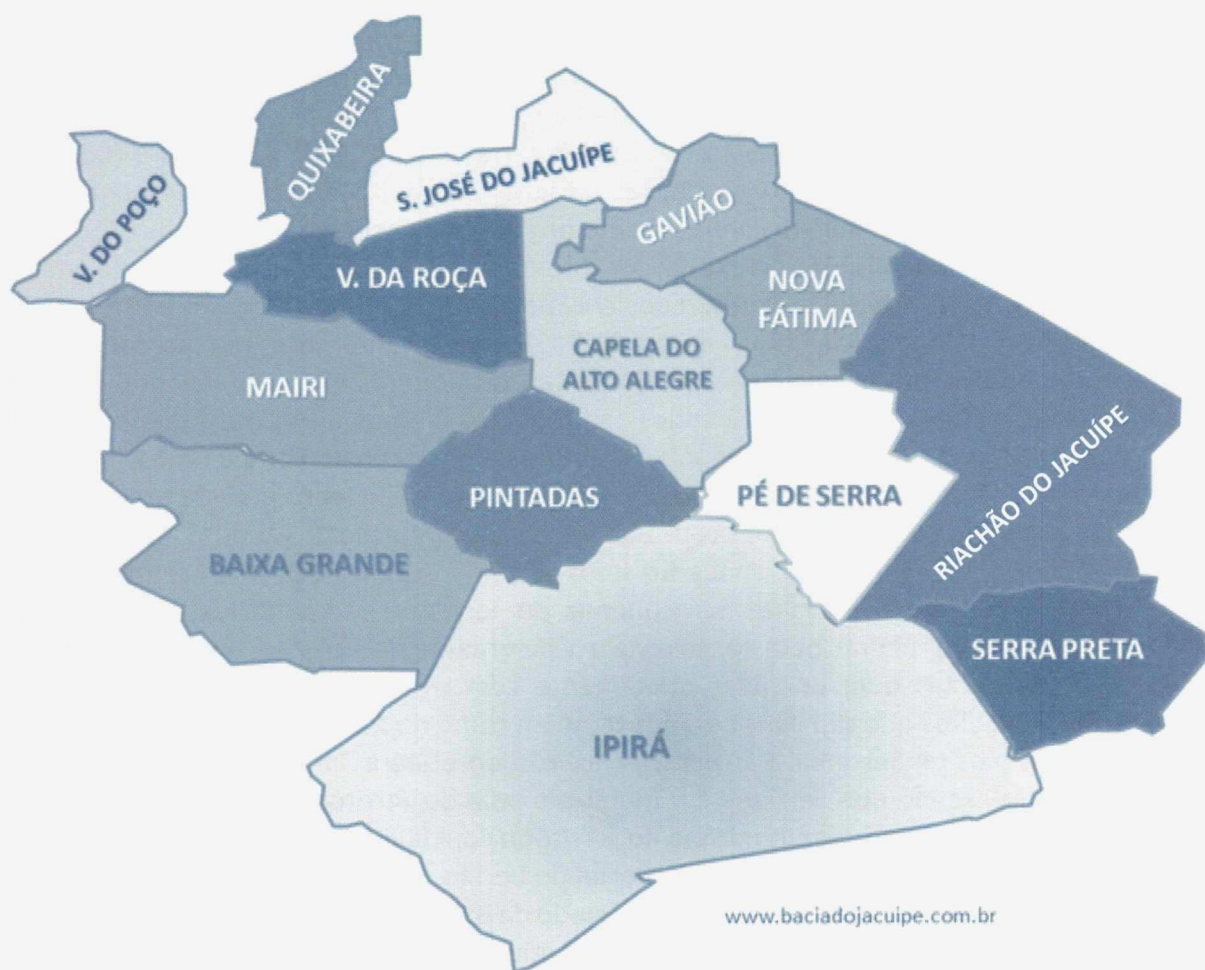 QUIXABEIRA
S. JOSÉ DO JACUÍPE
V. DO POÇO
GAVIÃO
V. DA ROÇA
NOVA
FÁTIMA
CAPELA DO
ALTO ALEGRE
MAIRI
RIACHÃO DO JACUÍPE
PINTADAS
PÉ DE SERRA
BAIXA GRANDE
SERRA PRETA
IPIRÁ
www.baciadojacuipe.com.br